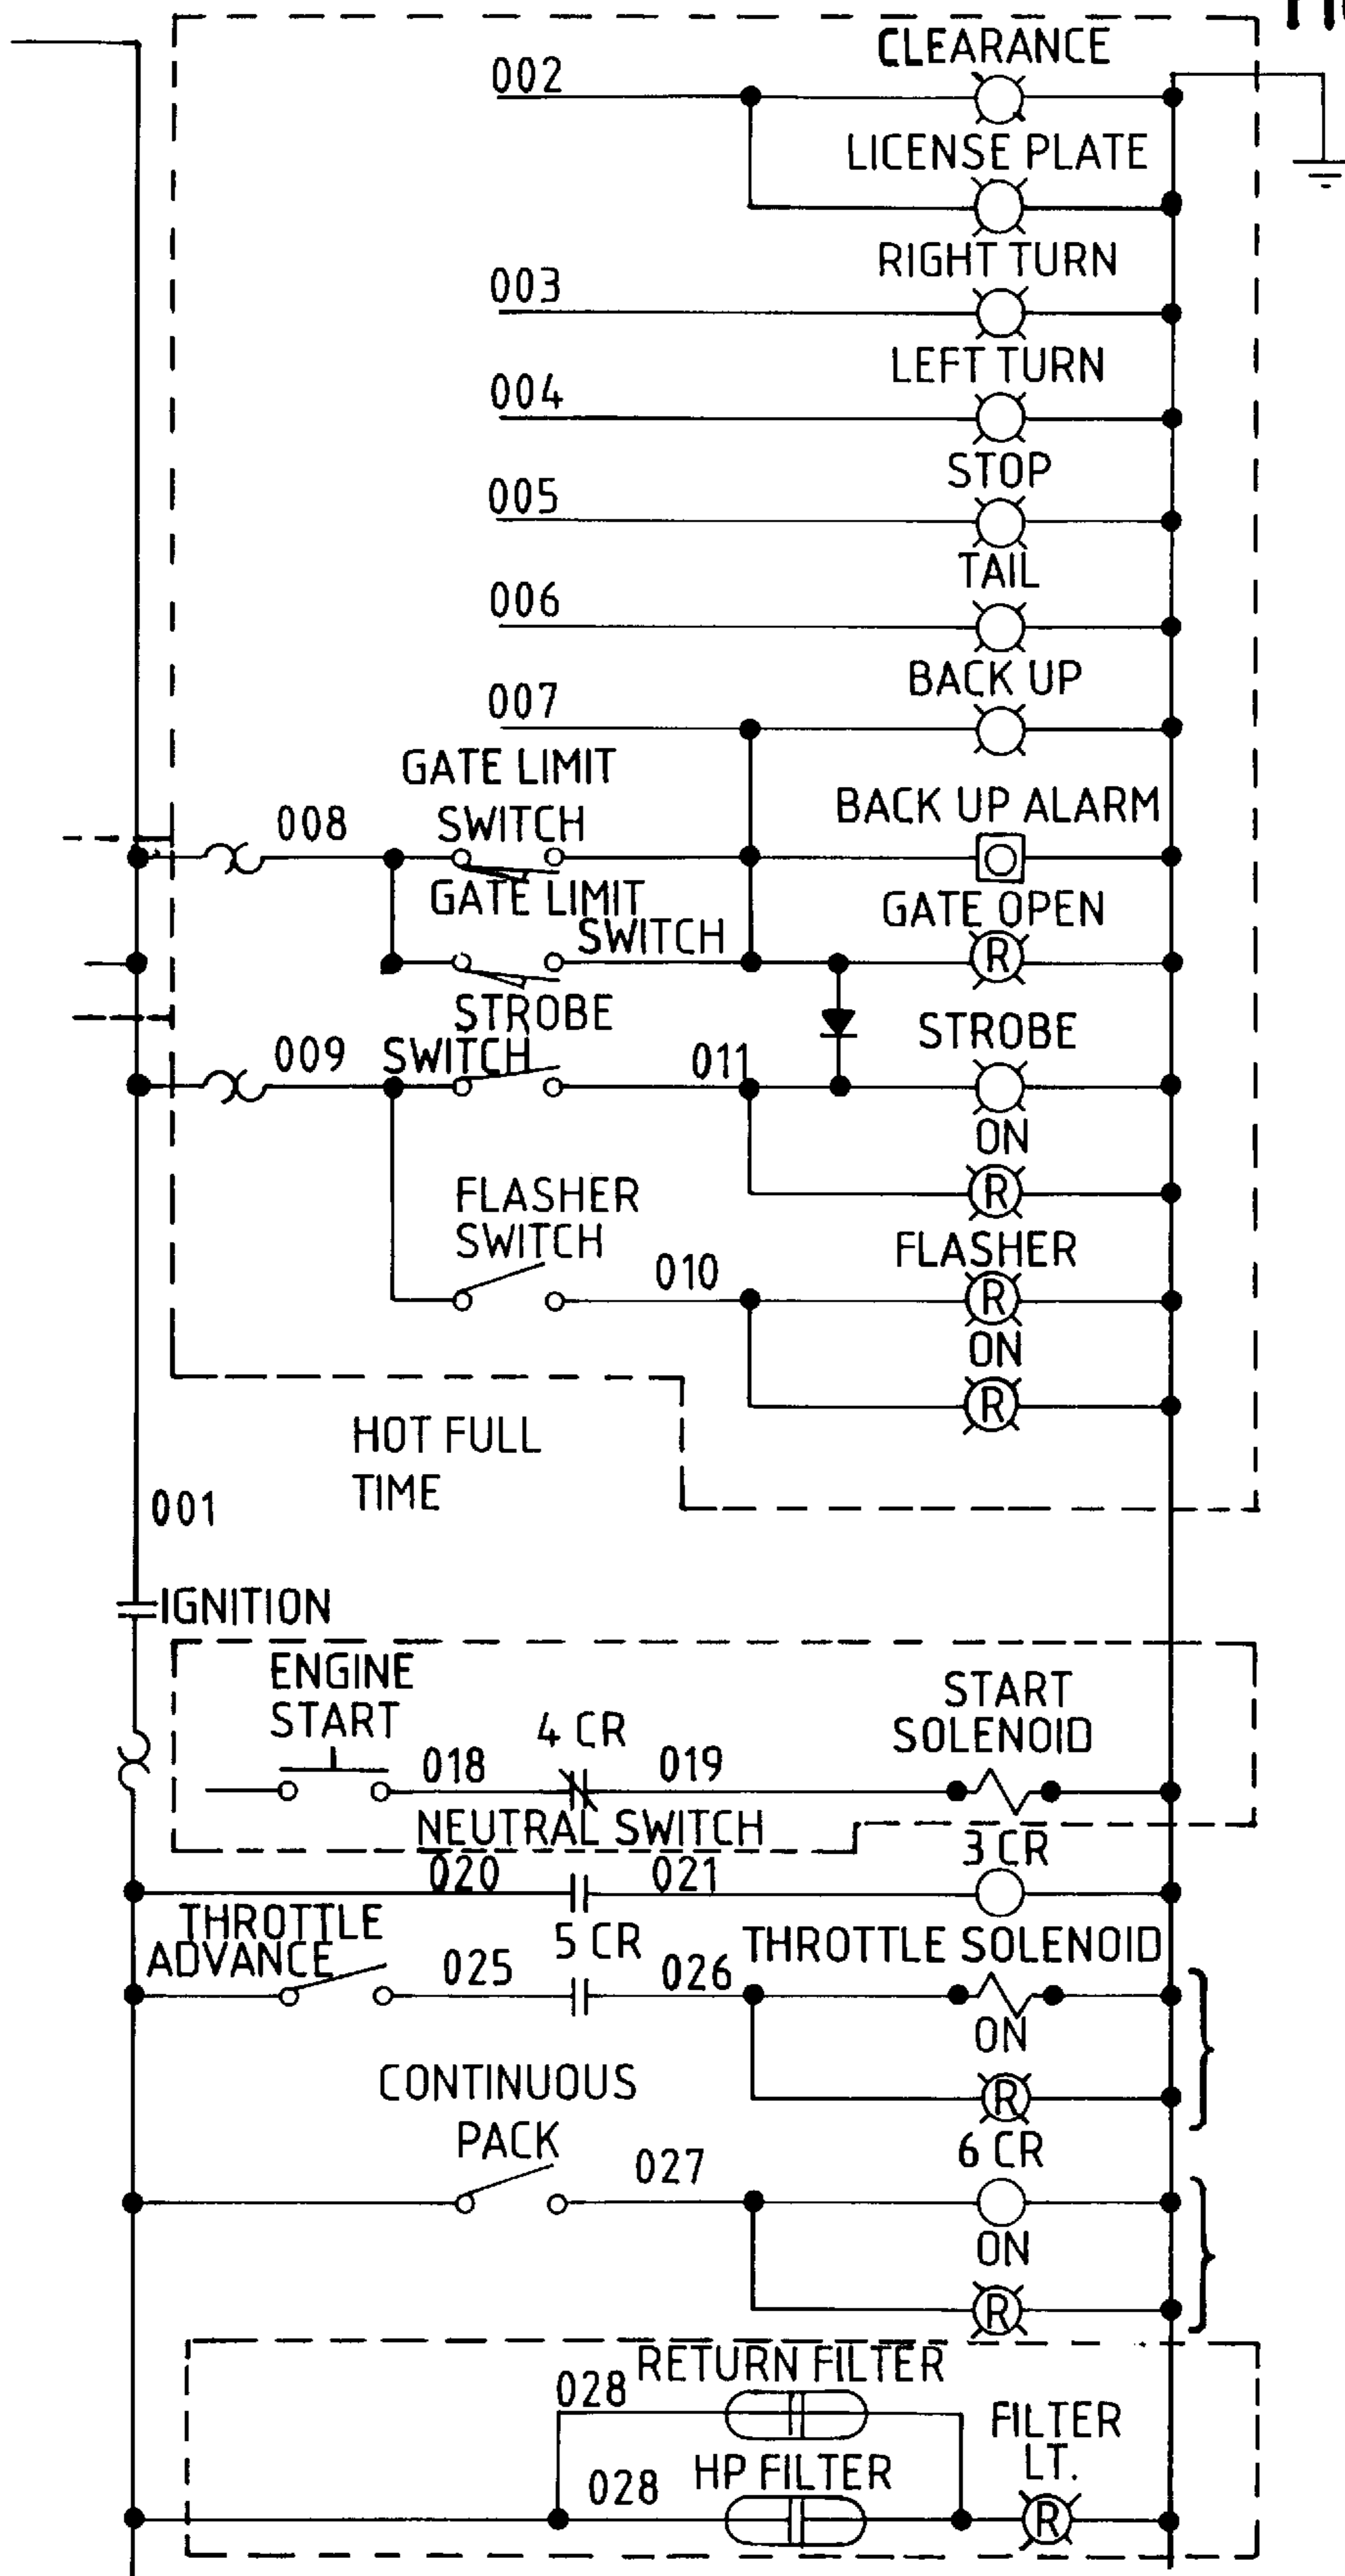 CLEARANCE
002
LICENSE PLATE
RIGHT TURN
003
LEFT TURN
004
STOP
005
TAIL
006
BACK UP
007
GATE LIMIT
SWITCH
BACK UP ALARM
008
GATE LIMIT
SWITCH
GATE OPEN
R
STROBE
SWITCH
STROBE
009
011
ON
R
FLASHER
SWITCH
FLASHER
010
R
ON
R
HOT FULL
TIME
001
IGNITION
ENGINE
START
START
SOLENOID
4 CR
018
019
NEUTRAL SWITCH
3 CR
020
021
THROTTLE
ADVANCE
5 CR
THROTTLE SOLENOID
025
026
ON
R
CONTINUOUS
PACK
6 CR
027
ON
R
RETURN FILTER
028
FILTER
LT.
HP FILTER
028
R